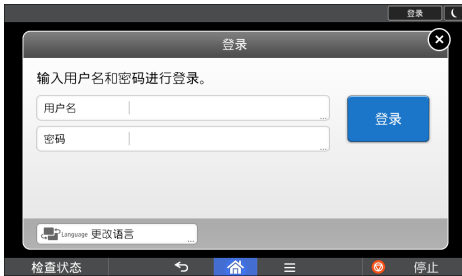 登录
登录
输入用户名和密码进行登录。
用户名
...
登录
密码
...
Language 更改语言
...
检查状态
停止